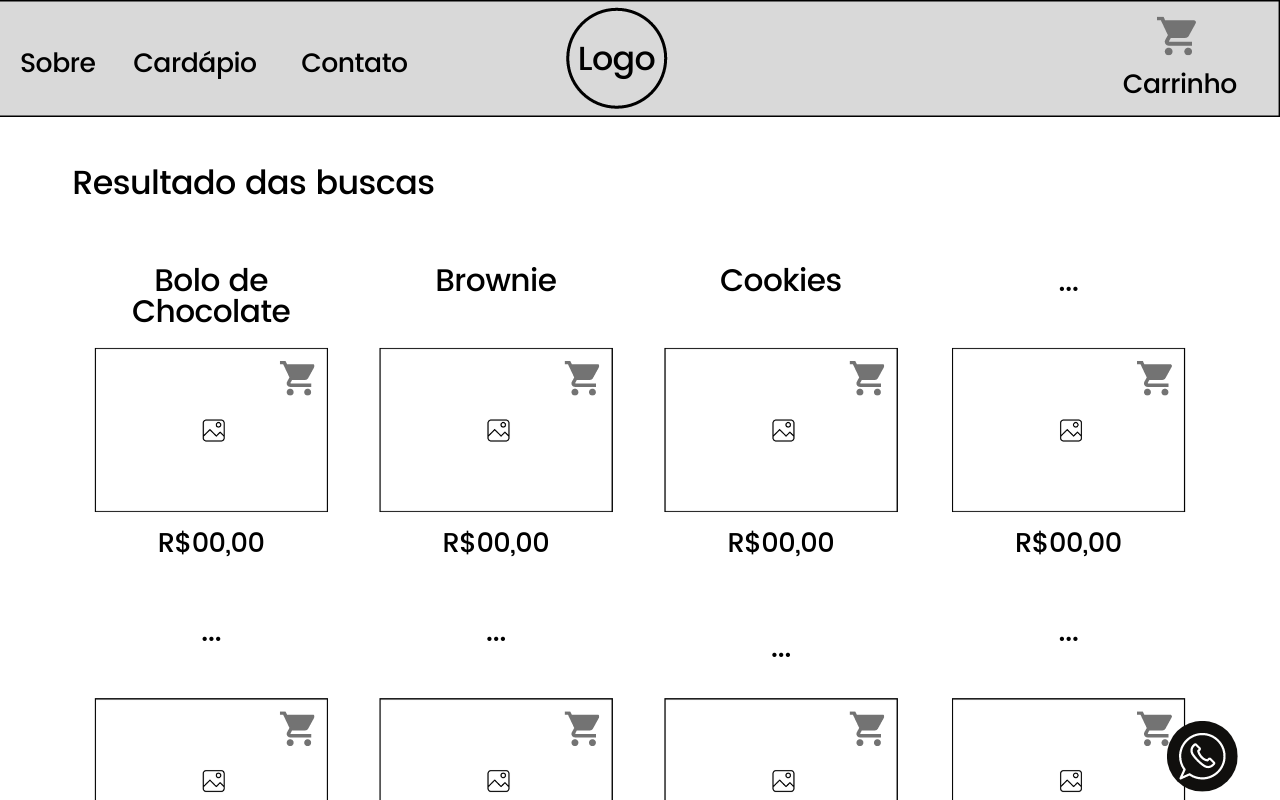 Sobre
Cardápio
Contato
Logo
Carrinho
Resultado das buscas
Bolo de
Chocolate
Brownie
Cookies
...
R$00,00
R$00,00
R$00,00
R$00,00
...
...
...
...